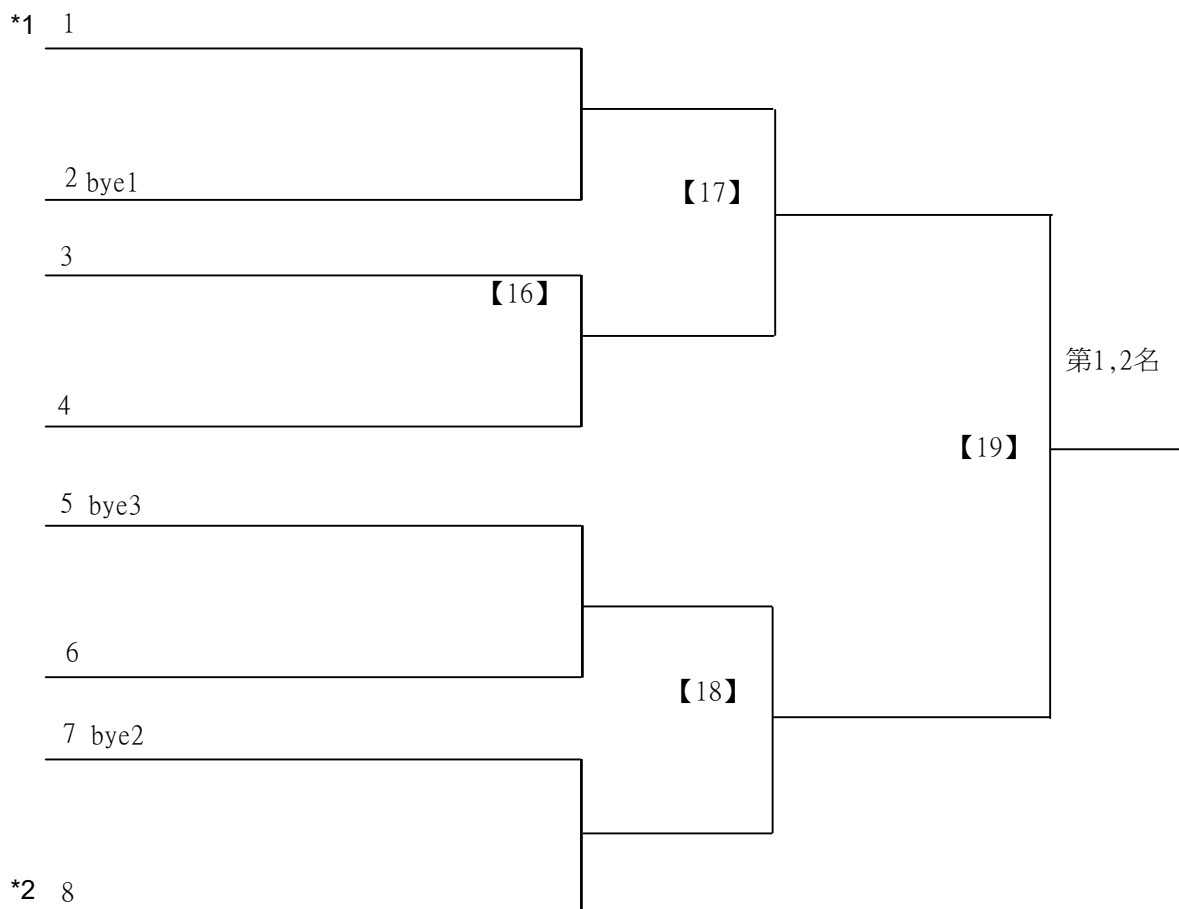 *1 1
2 bye1
【17】
3
【16】
第1,2名
4
【19】
5 bye3
6
【18】
7 bye2
*2 8